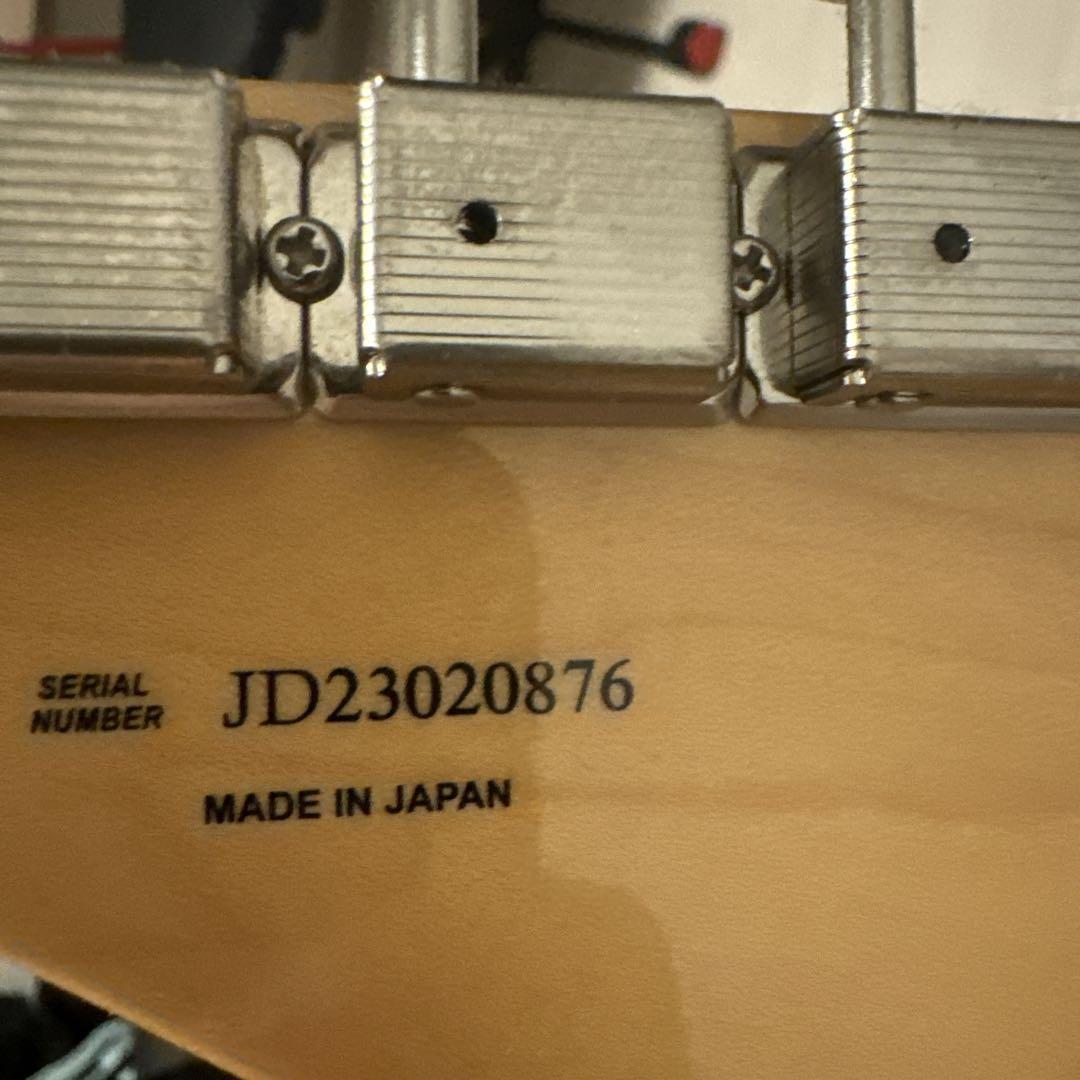 SERIAL
NUMBER
JD23020876
MADE IN JAPAN